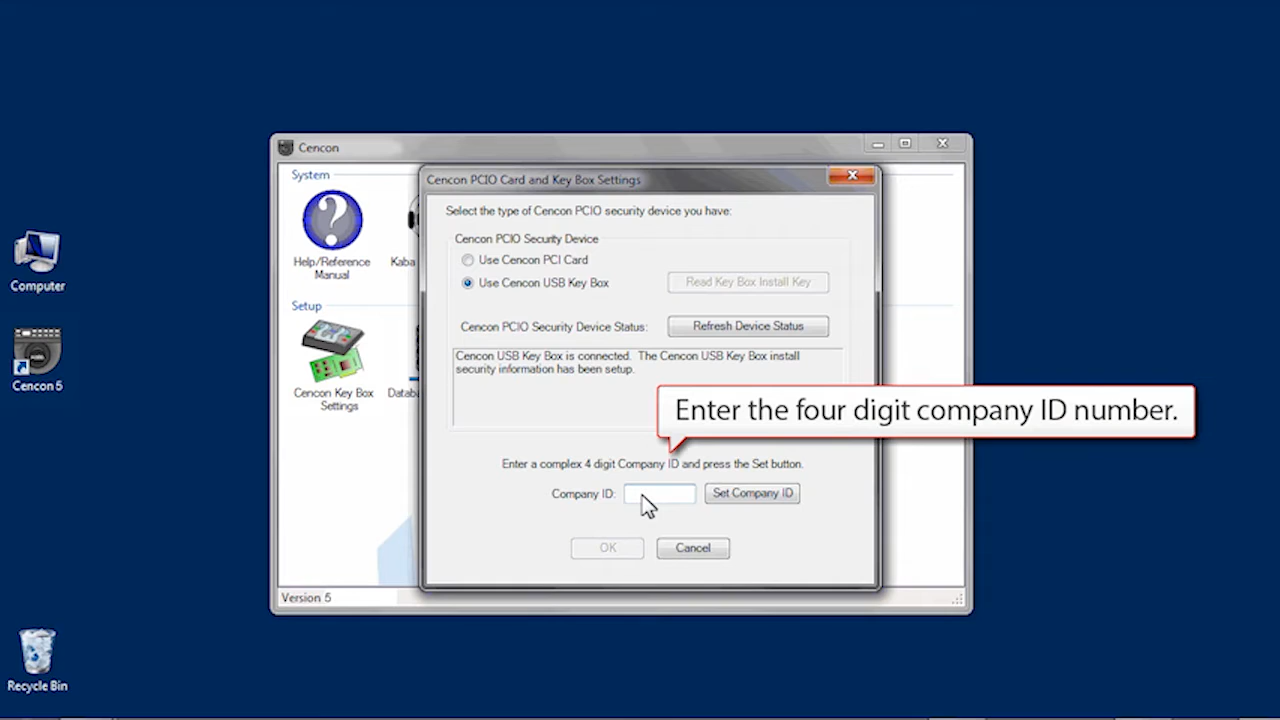 Computer
Cencon 5
Recycle Bin
Cencon
System
Help/Reference
Manual
Kaba
Setup
Cencon Key Box
Settings
Databa
Version 5
Cencon PCIO Card and Key Box Settings
Select the type of Cencon PCIO security device you have:
Cencon PCIO Security Device
Use Cencon PCI Card
Use Cencon USB Key Box
Read Key Box Install Key
Cencon PCIO Security Device Status:
Refresh Device Status
Cencon USB Key Box is connected. The Cencon USB Key Box install
security information has been setup.
Enter the four digit company ID number.
Enter a complex 4 digit Company ID and press the Set button.
Company ID:
Set Company ID
OK
Cancel